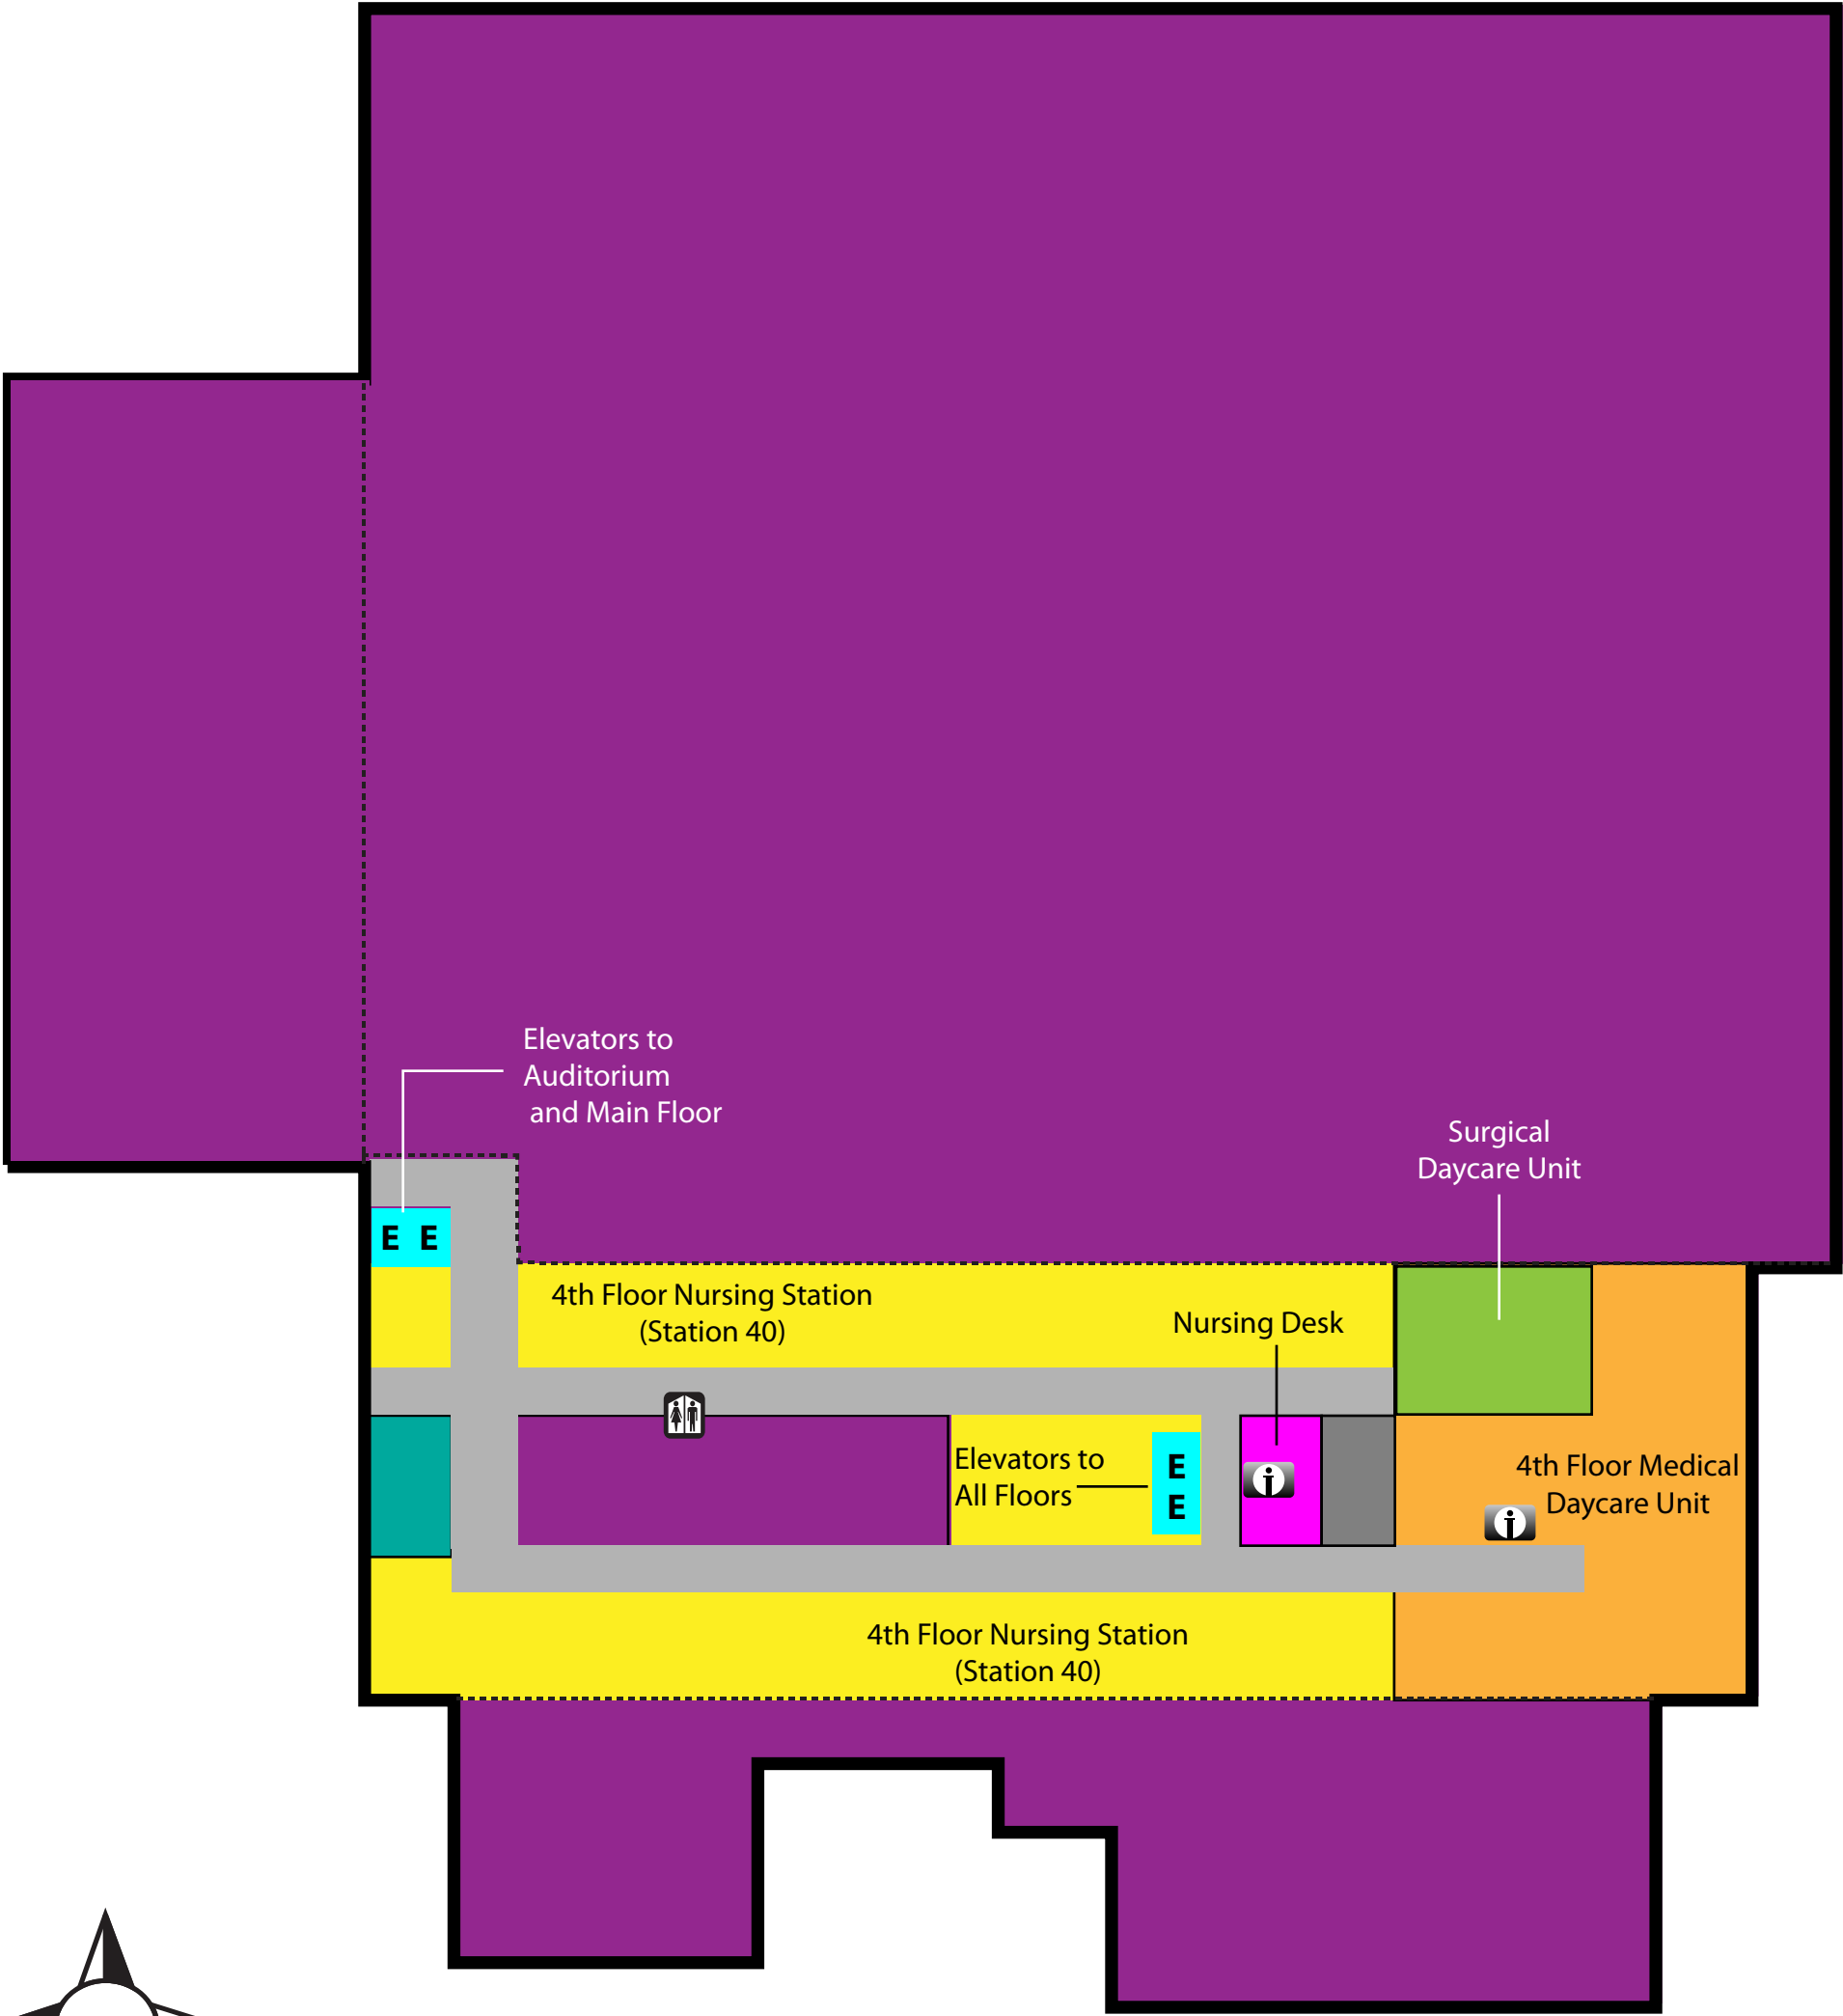 Elevators to
Auditorium
and Main Floor
Surgical
Daycare Unit
E E
4th Floor Nursing Station
(Station 40)
Nursing Desk
Elevators to
All Floors
E
E
i
4th Floor Medical
Daycare Unit
i
4th Floor Nursing Station
(Station 40)